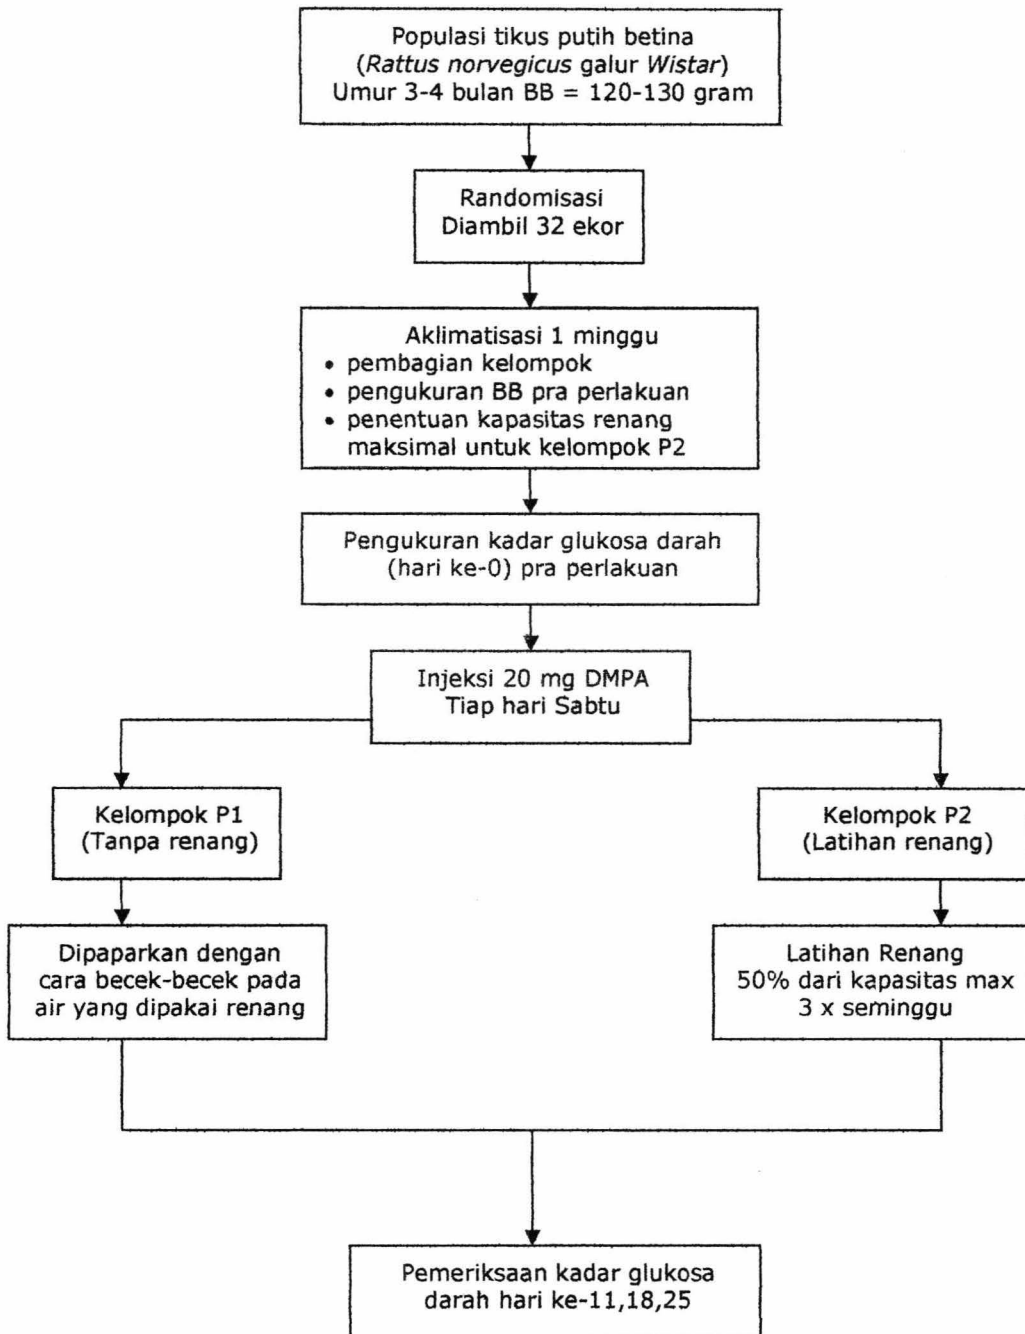 Populasi tikus putih betina
(Rattus norvegicus galur Wistar)
Umur 3-4 bulan BB = 120-130 gram
Randomisasi
Diambil 32 ekor
Aklimatisasi 1 minggu
• pembagian kelompok
• pengukuran BB pra perlakuan
• penentuan kapasitas renang
maksimal untuk kelompok P2
Pengukuran kadar glukosa darah
(hari ke-0) pra perlakuan
Injeksi 20 mg DMPA
Tiap hari Sabtu
Kelompok P1
(Tanpa renang)
Kelompok P2
(Latihan renang)
Dipaparkan dengan
cara becek-becek pada
air yang dipakai renang
Latihan Renang
50% dari kapasitas max
3 x seminggu
Pemeriksaan kadar glukosa
darah hari ke-11,18,25